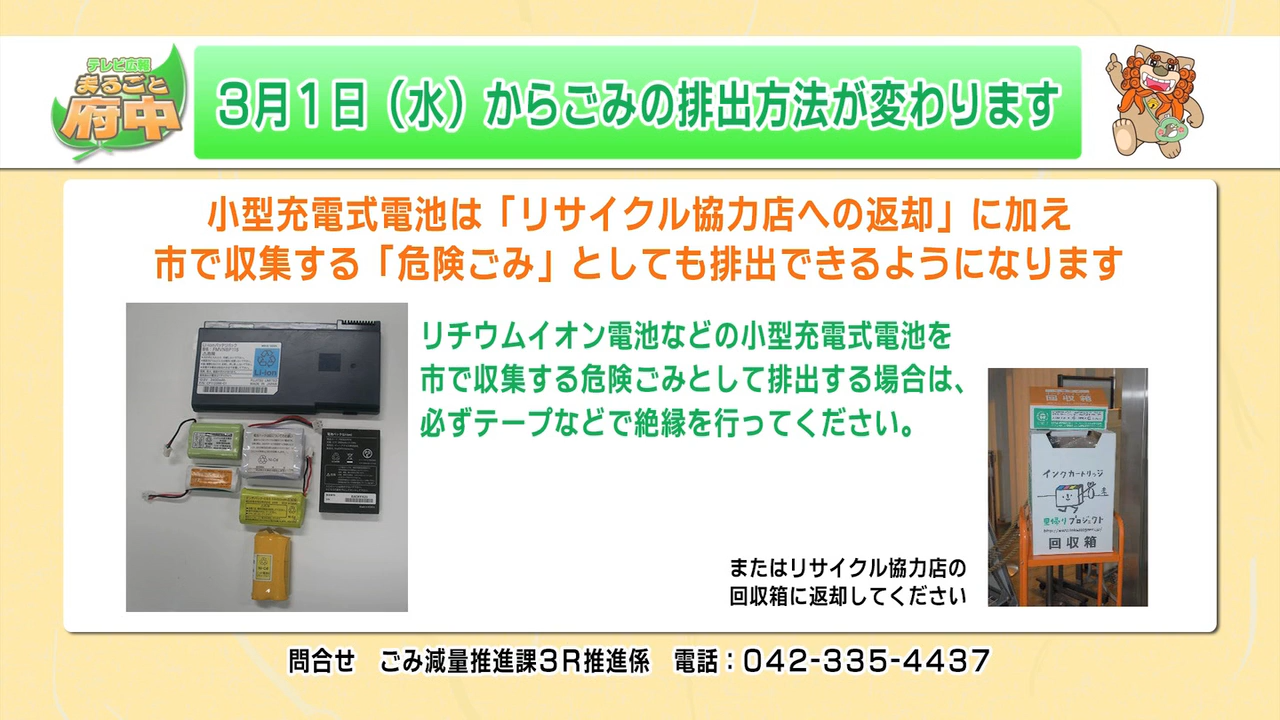 テレビ広報
まるごと
府中
3月1日（水）からごみの排出方法が変わります
小型充電式電池は「リサイクル協力店への返却」に加え
市で収集する「危険ごみ」としても排出できるようになります
リチウムイオン電池などの小型充電式電池を
市で収集する危険ごみとして排出する場合は、
必ずテープなどで絶縁を行ってください。
Li-ion
回収箱
インクカートリッジ
里帰りプロジェクト
回収箱
またはリサイクル協力店の
回収箱に返却してください
問合せ　ごみ減量推進課３Ｒ推進係　電話：042-335-4437